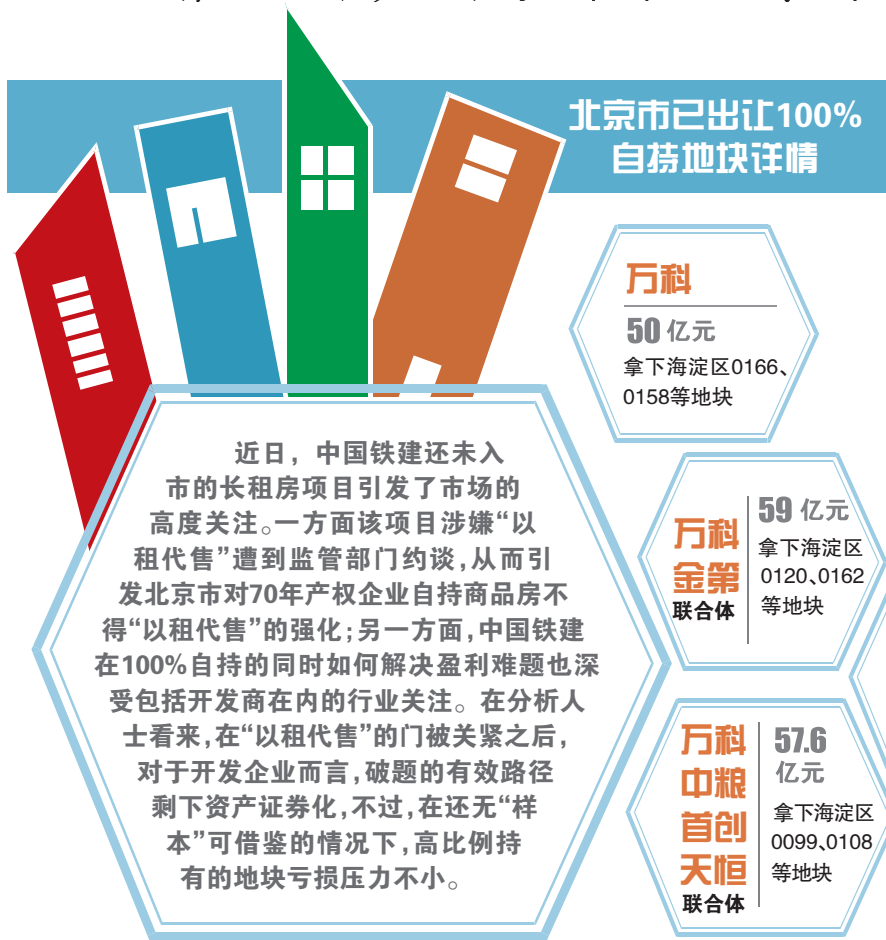 北京市已出让100%
自持地块详情
万科
50 亿元
拿下海淀区0166、
0158等地块
万科
金第
联合体
59 亿元
拿下海淀区
0120、0162
等地块
万科
中粮
首创
天恒
联合体
57.6
亿元
拿下海淀区
0099、0108
等地块
近日，中国铁建还未入
市的长租房项目引发了市场的
高度关注。一方面该项目涉嫌“以
租代售”遭到监管部门约谈，从而引
发北京市对70年产权企业自持商品房不
得“以租代售”的强化；另一方面，中国铁建
在100%自持的同时如何解决盈利难题也深
受包括开发商在内的行业关注。在分析人
士看来，在“以租代售”的门被关紧之后，
对于开发企业而言，破题的有效路径
剩下资产证券化，不过，在还无“样
本”可借鉴的情况下，高比例持
有的地块亏损压力不小。